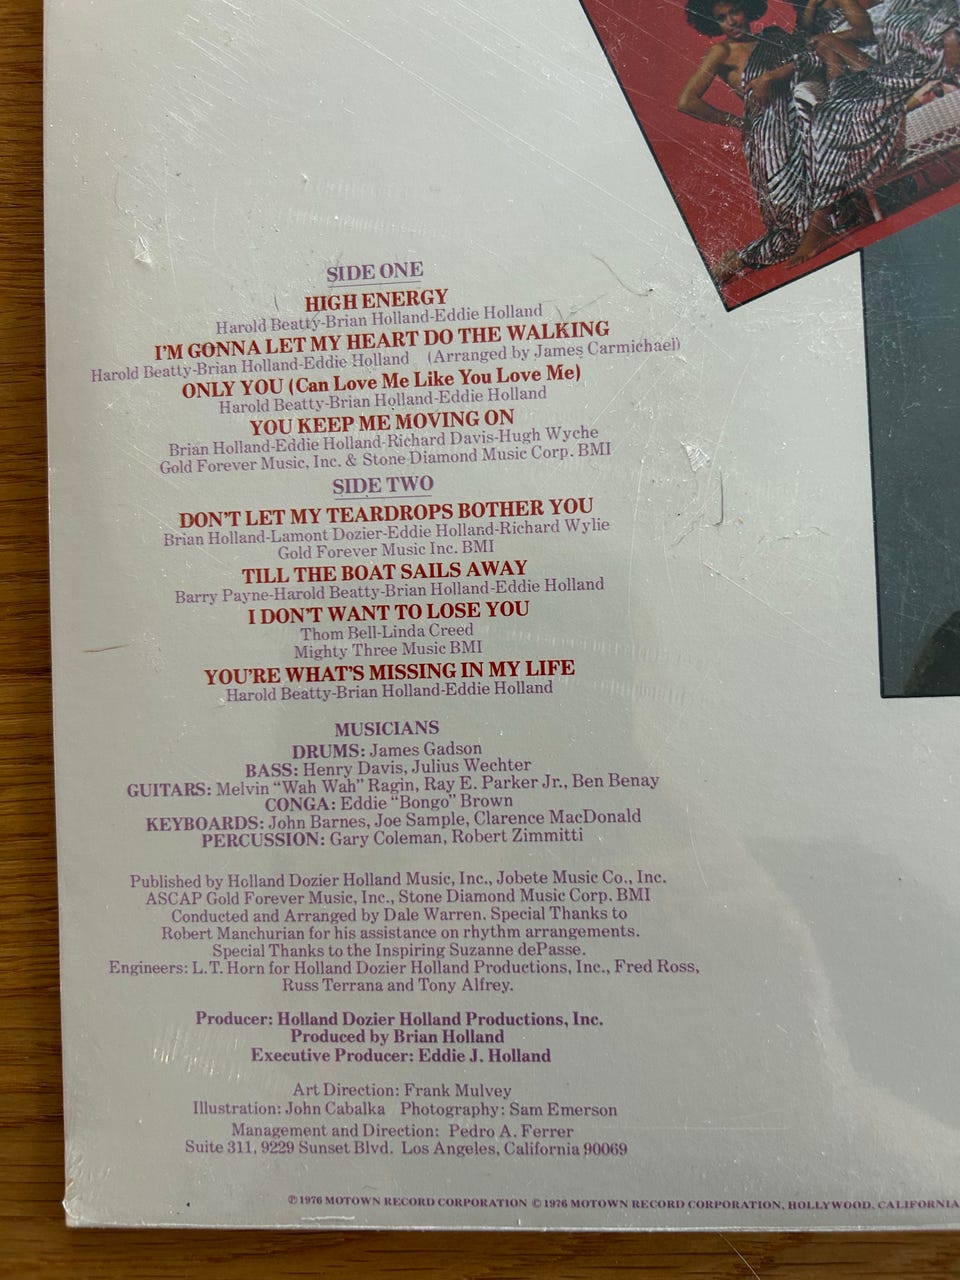 SIDE ONE
HIGH ENERGY
Harold Beatty-Brian Holland-Eddie Holland
I'M GONNA LET MY HEART DO THE WALKING
Harold Beatty-Brian Holland-Eddie Holland (Arranged by James Carmichael)
ONLY YOU (Can Love Me Like You Love Me)
Harold Beatty-Brian Holland-Eddie Holland
YOU KEEP ME MOVING ON
Brian Holland-Eddie Holland-Richard Davis-Hugh Wyche
Gold Forever Music, Inc. & Stone Diamond Music Corp. BMI
SIDE TWO
DON'T LET MY TEARDROPS BOTHER YOU
Brian Holland-Lamont Dozier-Eddie Holland-Richard Wylie
Gold Forever Music Inc. BMI
TILL THE BOAT SAILS AWAY
Barry Payne-Harold Beatty-Brian Holland-Eddie Holland
I DON'T WANT TO LOSE YOU
Thom Bell-Linda Creed
Mighty Three Music BMI
YOU'RE WHAT'S MISSING IN MY LIFE
Harold Beatty-Brian Holland-Eddie Holland
MUSICIANS
DRUMS: James Gadson
BASS: Henry Davis, Julius Wechter
GUITARS: Melvin "Wah Wah" Ragin, Ray E. Parker Jr., Ben Benay
CONGA: Eddie "Bongo" Brown
KEYBOARDS: John Barnes, Joe Sample, Clarence MacDonald
PERCUSSION: Gary Coleman, Robert Zimmitti
Published by Holland Dozier Holland Music, Inc., Jobete Music Co., Inc.
ASCAP Gold Forever Music, Inc., Stone Diamond Music Corp. BMI
Conducted and Arranged by Dale Warren. Special Thanks to
Robert Manchurian for his assistance on rhythm arrangements.
Special Thanks to the Inspiring Suzanne dePasse.
Engineers: L.T. Horn for Holland Dozier Holland Productions, Inc., Fred Ross,
Russ Terrana and Tony Alfrey.
Producer: Holland Dozier Holland Productions, Inc.
Produced by Brian Holland
Executive Producer: Eddie J. Holland
Art Direction: Frank Mulvey
Illustration: John Cabalka Photography: Sam Emerson
Management and Direction: Pedro A. Ferrer
Suite 311, 9229 Sunset Blvd. Los Angeles, California 90069
℗ 1976 MOTOWN RECORD CORPORATION © 1976 MOTOWN RECORD CORPORATION, HOLLYWOOD, CALIFORNIA